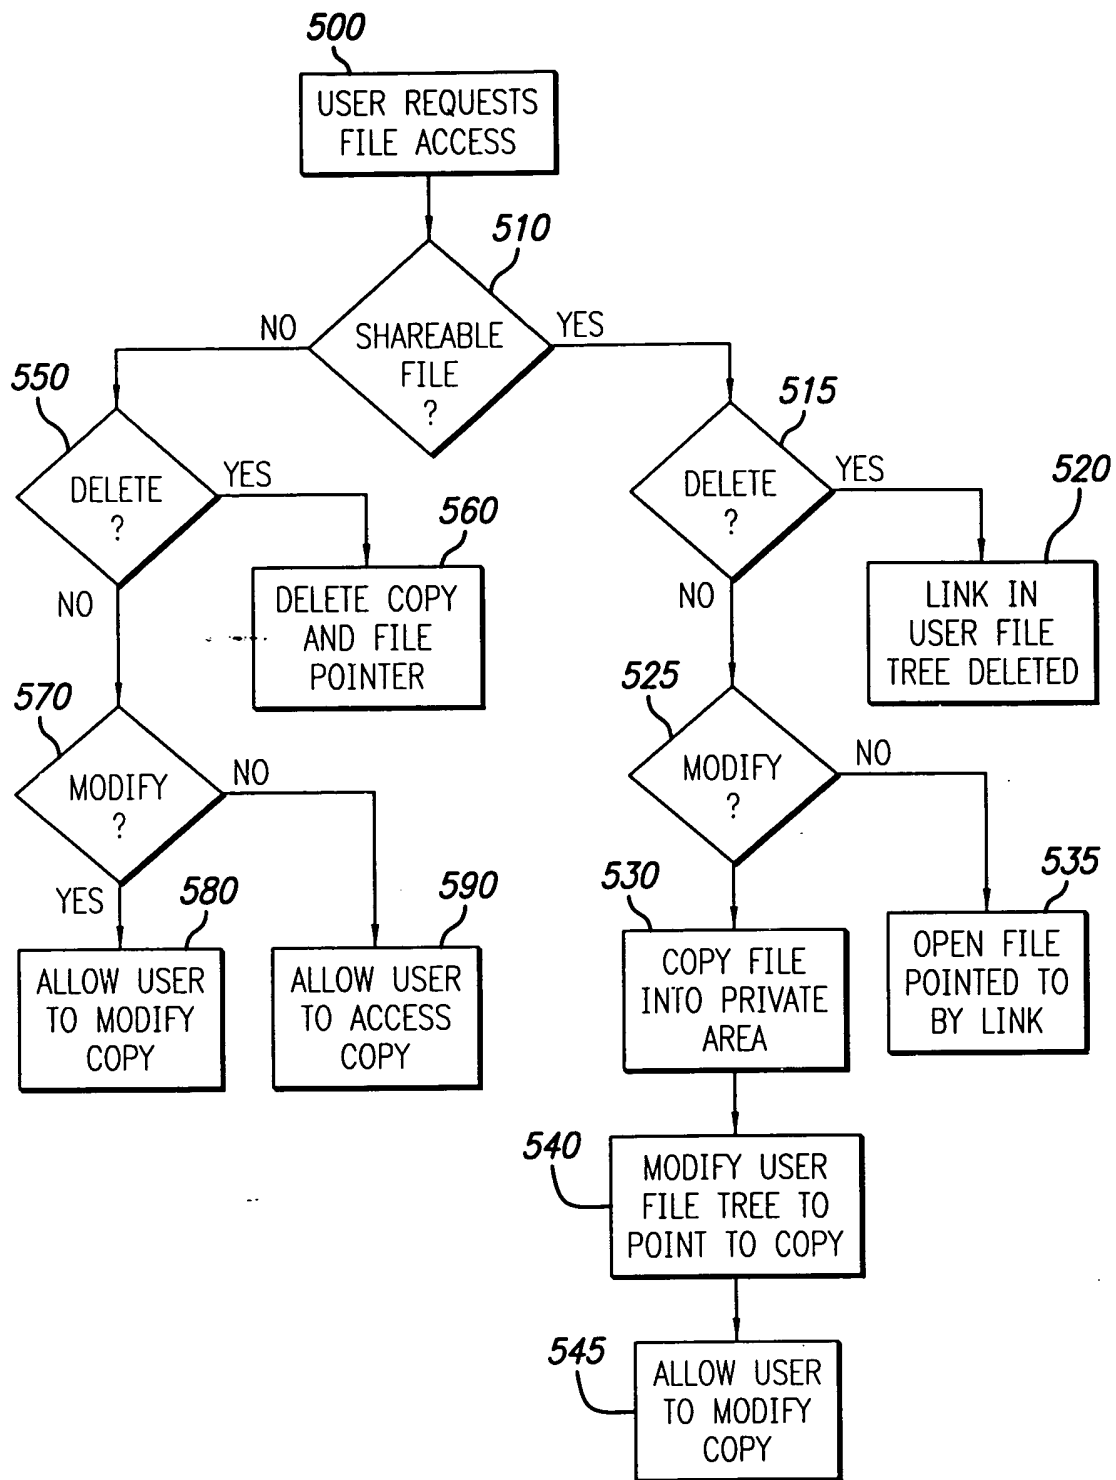 500
USER REQUESTS
FILE ACCESS
510
SHAREABLE
FILE
?
NO
YES
550
DELETE
?
YES
NO
515
DELETE
?
YES
NO
560
DELETE COPY
AND FILE
POINTER
520
LINK IN
USER FILE
TREE DELETED
570
MODIFY
?
NO
YES
525
MODIFY
?
NO
580
ALLOW USER
TO MODIFY
COPY
590
ALLOW USER
TO ACCESS
COPY
530
COPY FILE
INTO PRIVATE
AREA
535
OPEN FILE
POINTED TO
BY LINK
540
MODIFY USER
FILE TREE TO
POINT TO COPY
545
ALLOW USER
TO MODIFY
COPY